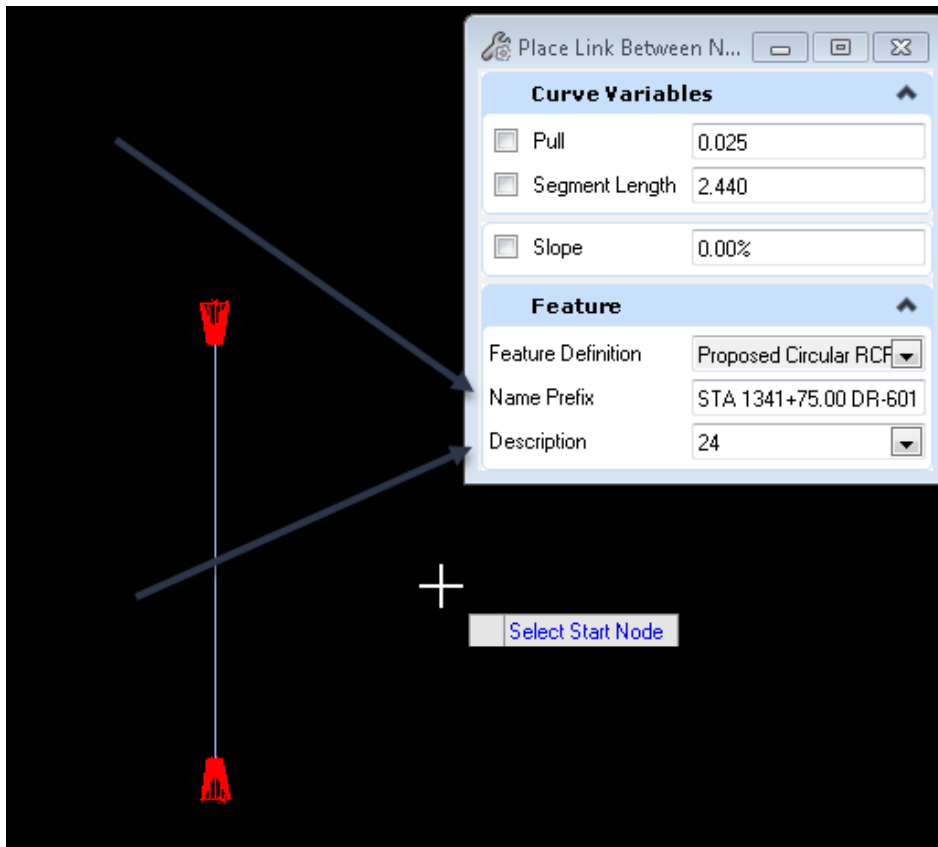 Place Link Between N...
Curve Variables
Pull 0.025
Segment Length 2.440
Slope 0.00%
Feature
Feature Definition Proposed Circular RCP
Name Prefix STA 1341+75.00 DR-601
Description 24
Select Start Node